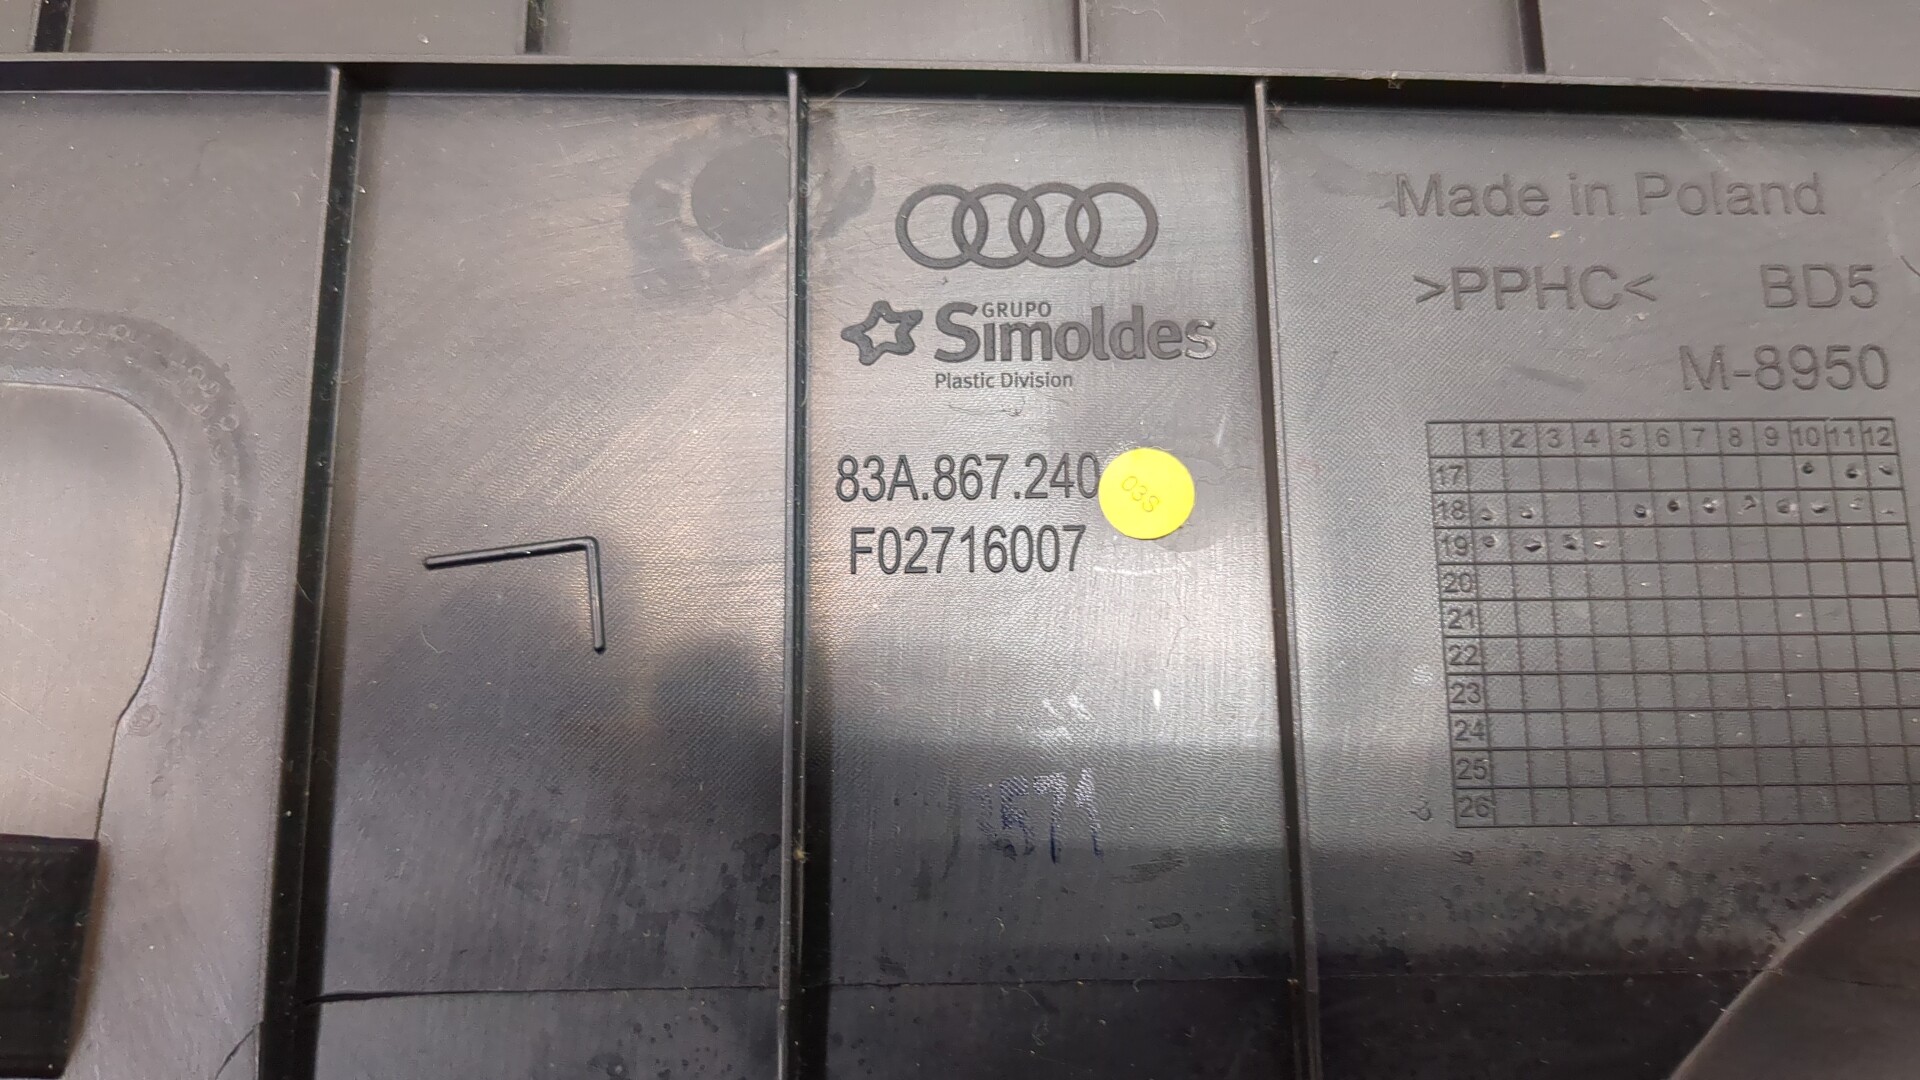 GRUPO
Simoldes
Plastic Division
83A.867.240
03S
F02716007
571
Made in Poland
>PPHC< BD5
M-8950
1 2 3 4 5 6 7 8 9 10 11 12
17
18
19
20
21
22
23
24
25
26